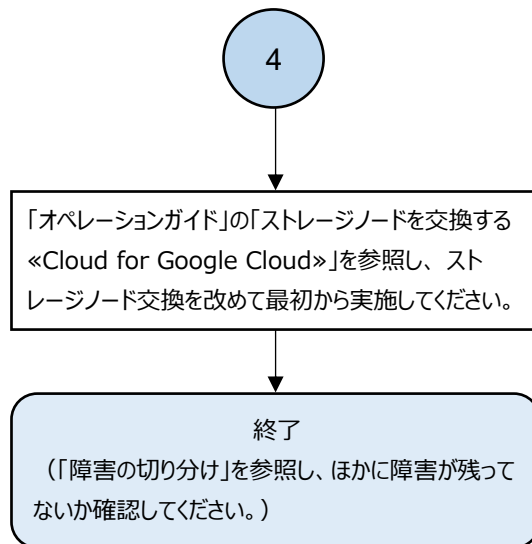 4
「オペレーションガイド」の「ストレージノードを交換する
«Cloud for Google Cloud»」を参照し、スト
レージノード交換を改めて最初から実施してください。
終了
（「障害の切り分け」を参照し、ほかに障害が残って
ないか確認してください。）